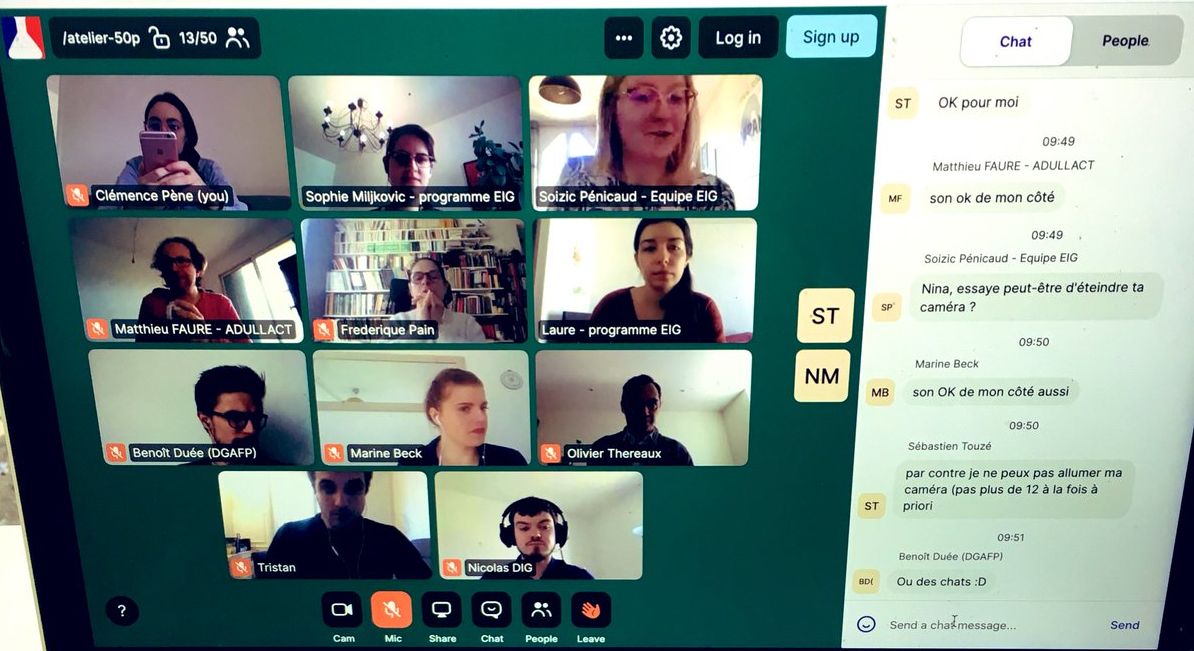 /atelier-50p 13/50
Log in
Sign up
Clémence Pène (you)
Sophie Miljkovic - programme EIG
Soizic Pénicaud - Equipe EIG
Matthieu FAURE - ADULLACT
Frederique Pain
Laure - programme EIG
Benoît Duée (DGAFP)
Marine Beck
Olivier Thereaux
Tristan
Nicolas DIG
ST
NM
?
Cam
Mic
Share
Chat
People
Leave
Chat
People
ST
OK pour moi
09:49
Matthieu FAURE - ADULLACT
MF
son ok de mon côté
09:49
Soizic Pénicaud - Equipe EIG
SP
Nina, essaye peut-être d'éteindre ta
caméra ?
09:50
Marine Beck
MB
son OK de mon côté aussi
09:50
Sébastien Touzé
ST
par contre je ne peux pas allumer ma
caméra (pas plus de 12 à la fois à
priori
09:51
Benoît Duée (DGAFP)
BD(
Ou des chats :D
Send a chat message...
Send